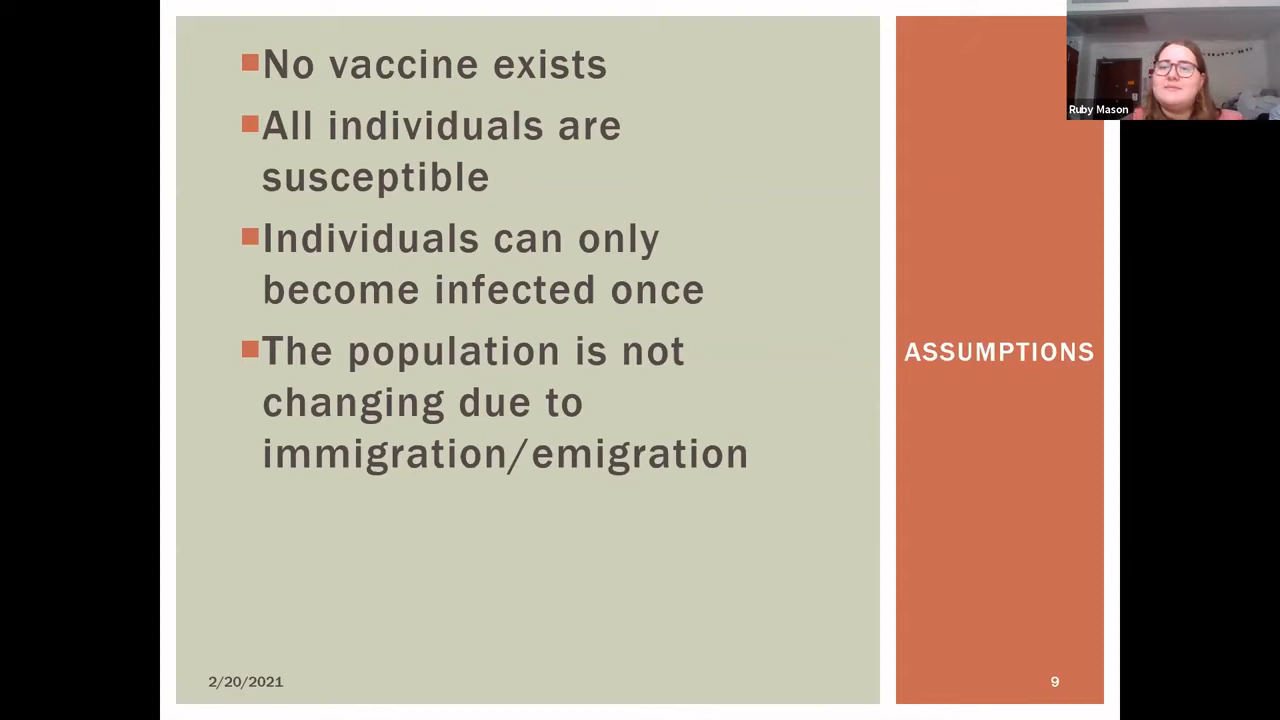 No vaccine exists
All individuals are
susceptible
Individuals can only
become infected once
The population is not
changing due to
immigration/emigration
ASSUMPTIONS
Ruby Mason
2/20/2021
9